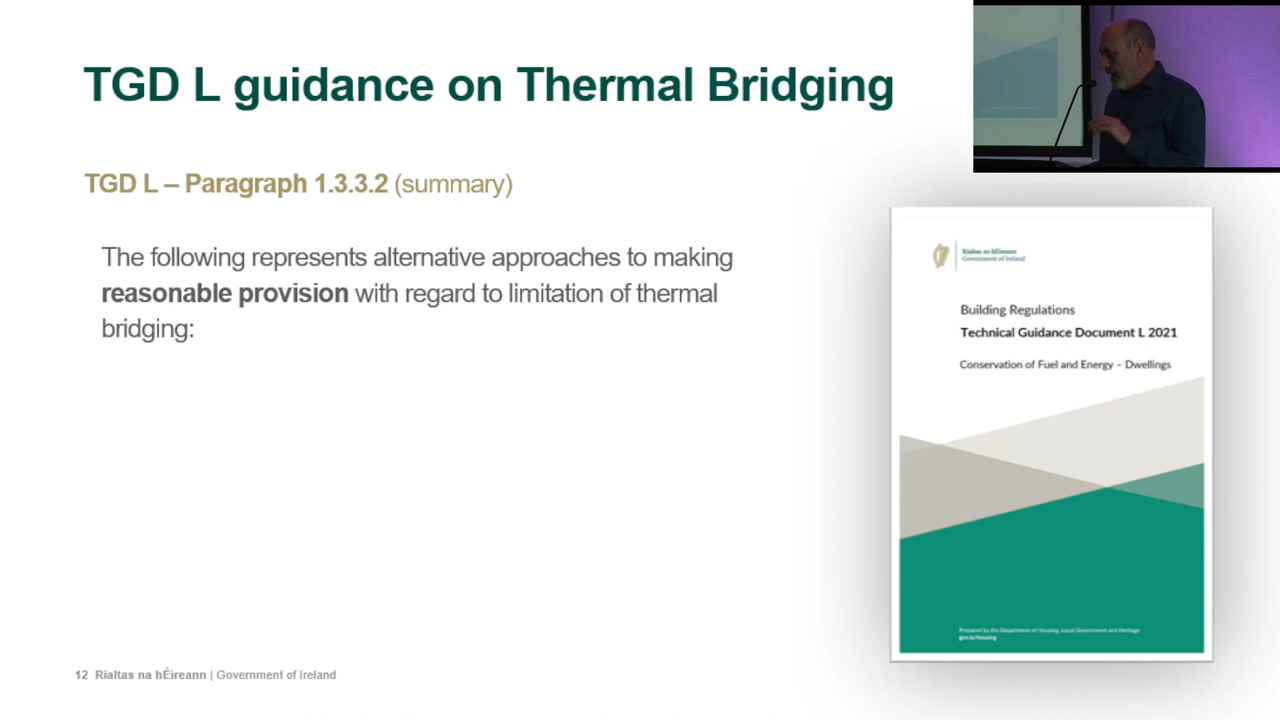 TGD L guidance on Thermal Bridging
TGD L – Paragraph 1.3.3.2 (summary)
The following represents alternative approaches to making
reasonable provision with regard to limitation of thermal
bridging:
Rialtas na hÉireann
Government of Ireland
Building Regulations
Technical Guidance Document L 2021
Conservation of Fuel and Energy – Dwellings
Prepared by the Department of Housing, Local Government and Heritage
gov.ie/housing
12 Rialtas na hÉireann | Government of Ireland